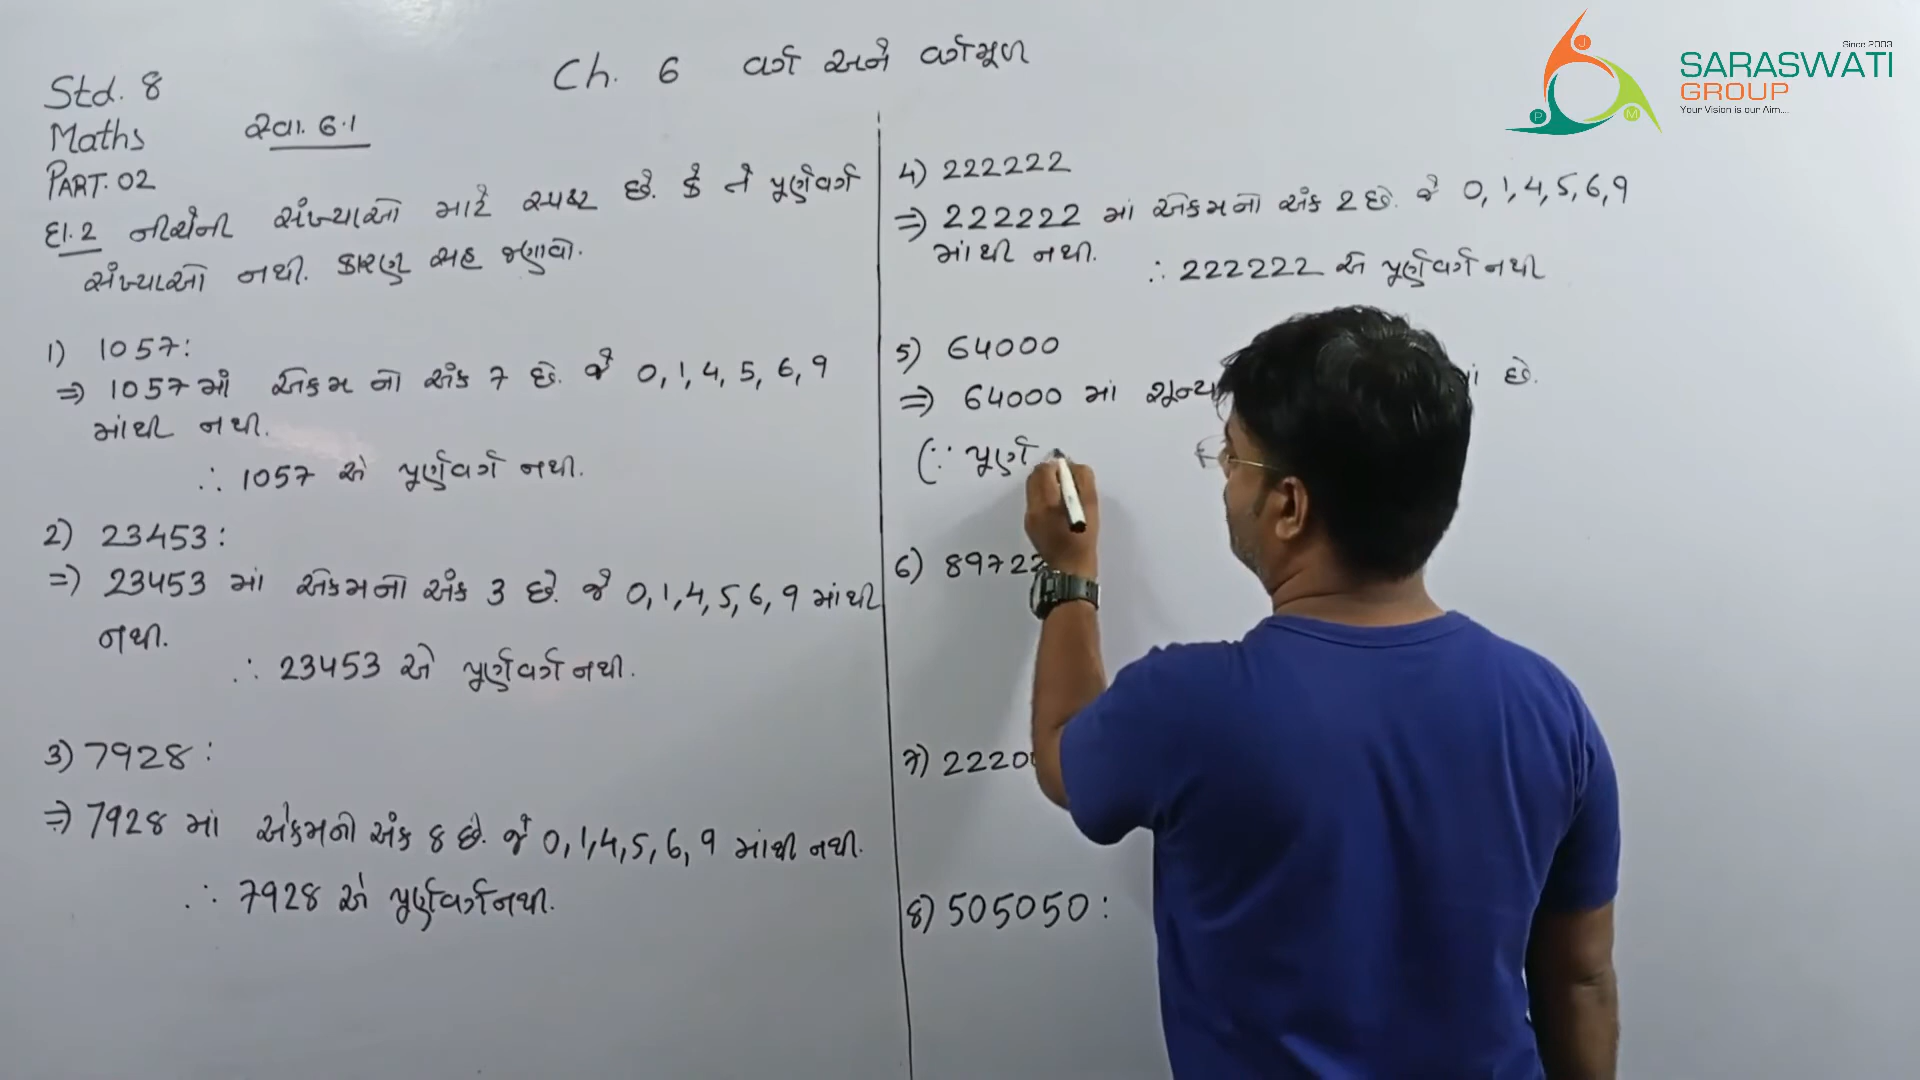 Std. 8
Maths
PART. 02
Ch. 6 વર્ગ અને વર્ગમૂળ
સ્વા. 6.1
દા. 2 નીચેની સંખ્યાઓ માટે સ્પષ્ટ છે. કે તે પૂર્ણવર્ગ
સંખ્યાઓ નથી. કારણ સહ જણાવો.
1) 1057:
⇒ 1057 માં એકમ નો અંક 7 છે. જે 0, 1, 4, 5, 6, 9
માંથી નથી.
∴ 1057 એ પૂર્ણવર્ગ નથી.
2) 23453:
⇒ 23453 માં એકમનો અંક 3 છે. જે 0, 1, 4, 5, 6, 9 માંથી
નથી.
∴ 23453 એ પૂર્ણવર્ગ નથી.
3) 7928:
⇒ 7928 માં એકમનો અંક 8 છે. જે 0, 1, 4, 5, 6, 9 માંથી નથી.
∴ 7928 એ પૂર્ણવર્ગ નથી.
4) 222222
⇒ 222222 માં એકમનો અંક 2 છે. જે 0, 1, 4, 5, 6, 9
માંથી નથી.
∴ 222222 એ પૂર્ણવર્ગ નથી
5) 64000
⇒ 64000 માં શૂન્ય છે.
(∵ પૂર્ણ
6) 89722
7) 2220
8) 505050:
Since 2003
SARASWATI
GROUP
Your Vision is our Aim....
J
P
M